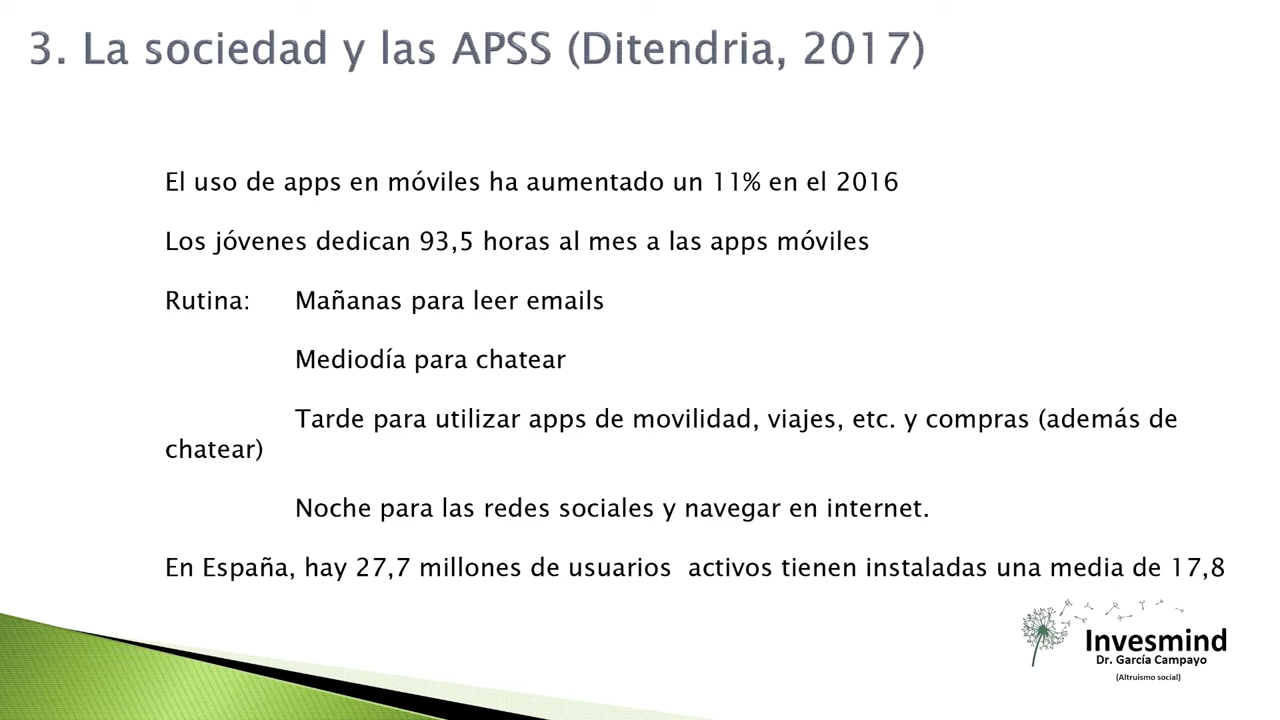 3. La sociedad y las APSS (Ditendria, 2017)
El uso de apps en móviles ha aumentado un 11% en el 2016
Los jóvenes dedican 93,5 horas al mes a las apps móviles
Rutina: Mañanas para leer emails
Mediodía para chatear
Tarde para utilizar apps de movilidad, viajes, etc. y compras (además de
chatear)
Noche para las redes sociales y navegar en internet.
En España, hay 27,7 millones de usuarios activos tienen instaladas una media de 17,8
Invesmind
Dr. García Campayo
(Altruismo social)